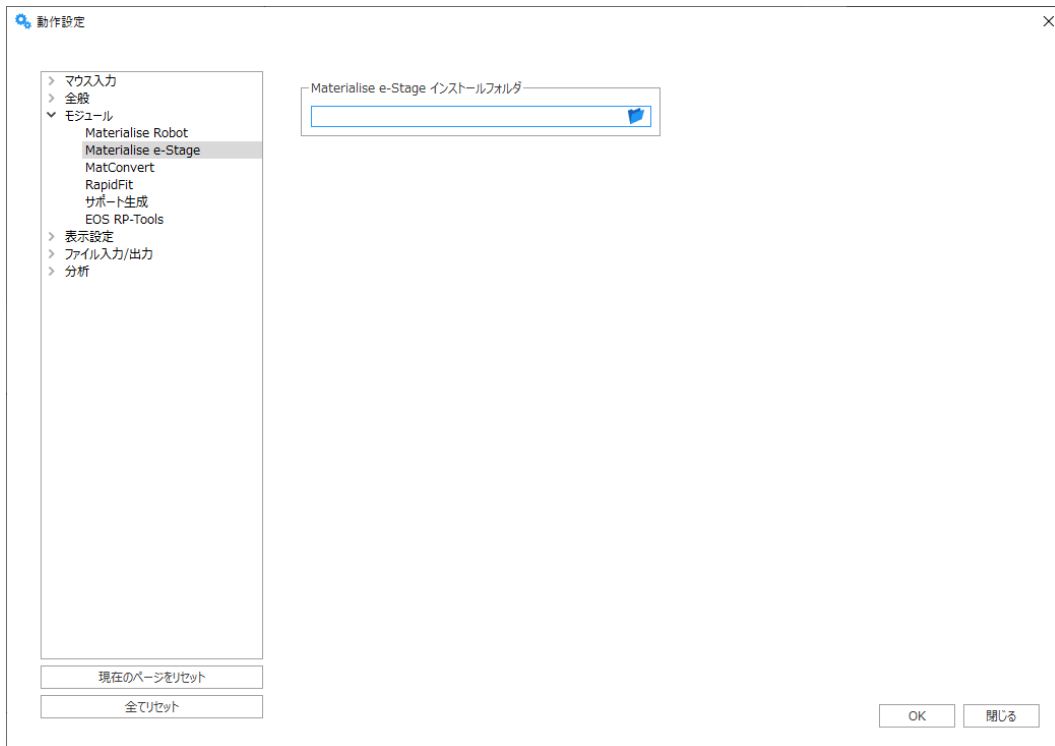 動作設定
マウス入力
全般
モジュール
Materialise Robot
Materialise e-Stage
MatConvert
RapidFit
サポート生成
EOS RP-Tools
表示設定
ファイル入力/出力
分析
Materialise e-Stage インストールフォルダ
現在のページをリセット
全てリセット
OK
閉じる